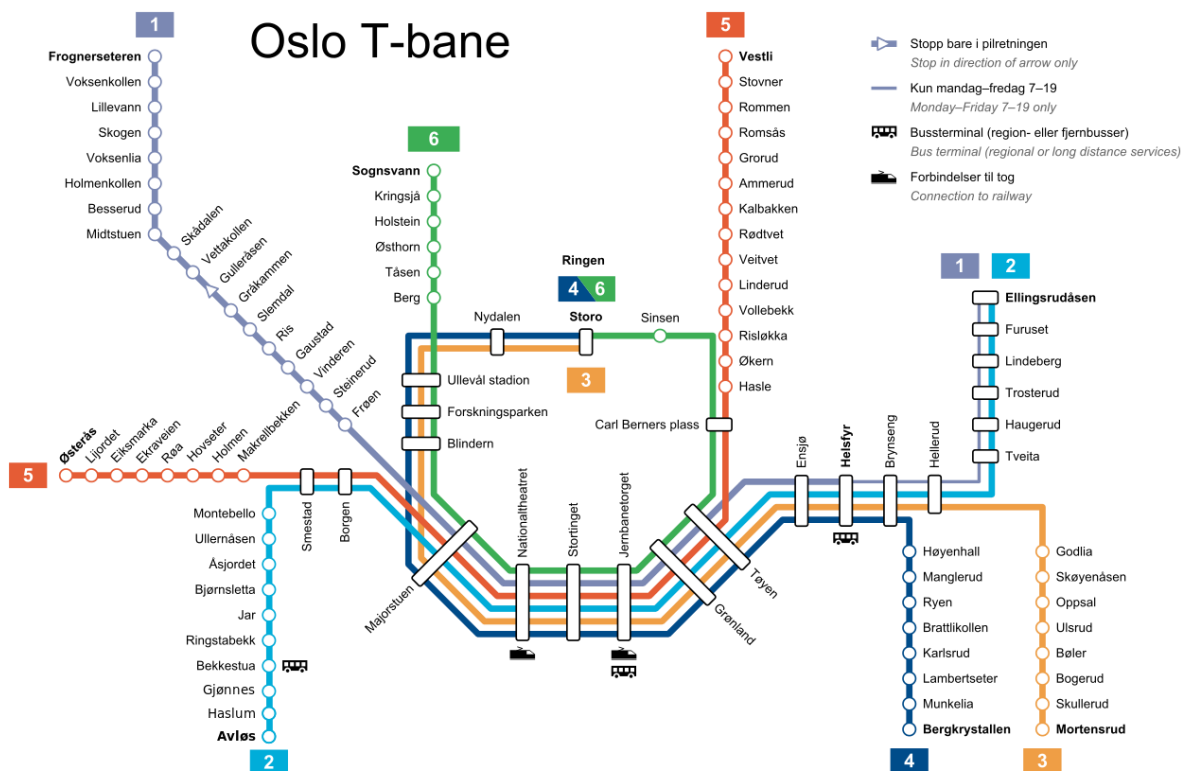 Oslo T-bane
1
Frognerseteren
Voksenkollen
Lillevann
Skogen
Voksenlia
Holmenkollen
Besserud
Midtstuen
Skådalen
Vettakollen
Gulleråsen
Gråkammen
Slemdal
Ris
Gaustad
Vinderen
Steinerud
Frøen
6
Sognsvann
Kringsjå
Holstein
Østhorn
Tåsen
Berg
Ringen
4
6
Storo
Nydalen
Sinsen
3
Ullevål stadion
Forskningsparken
Blindern
5
Vestli
Stovner
Rommen
Romsås
Grorud
Ammerud
Kalbakken
Rødtvet
Veitvet
Linderud
Vollebekk
Risløkka
Økern
Hasle
Carl Berners plass
Stopp bare i pilretningen
Stop in direction of arrow only
Kun mandag–fredag 7–19
Monday–Friday 7–19 only
Bussterminal (region- eller fjernbusser)
Bus terminal (regional or long distance services)
Forbindelser til tog
Connection to railway
1
2
Ellingsrudåsen
Furuset
Lindeberg
Trosterud
Haugerud
Tveita
5
Østerås
Lijordet
Eiksmarka
Ekraveien
Røa
Hovseter
Holmen
Makrellbekken
Smestad
Borgen
Majorstuen
Nationaltheatret
Stortinget
Jernbanetorget
Grønland
Tøyen
Ensjø
Helsfyr
Brynseng
Hellerud
Montebello
Ullernåsen
Åsjordet
Bjørnsletta
Jar
Ringstabekk
Bekkestua
Gjønnes
Haslum
Avløs
2
Høyenhall
Manglerud
Ryen
Brattlikollen
Karlsrud
Lambertseter
Munkelia
Bergkrystallen
4
Godlia
Skøyenåsen
Oppsal
Ulsrud
Bøler
Bogerud
Skullerud
Mortensrud
3